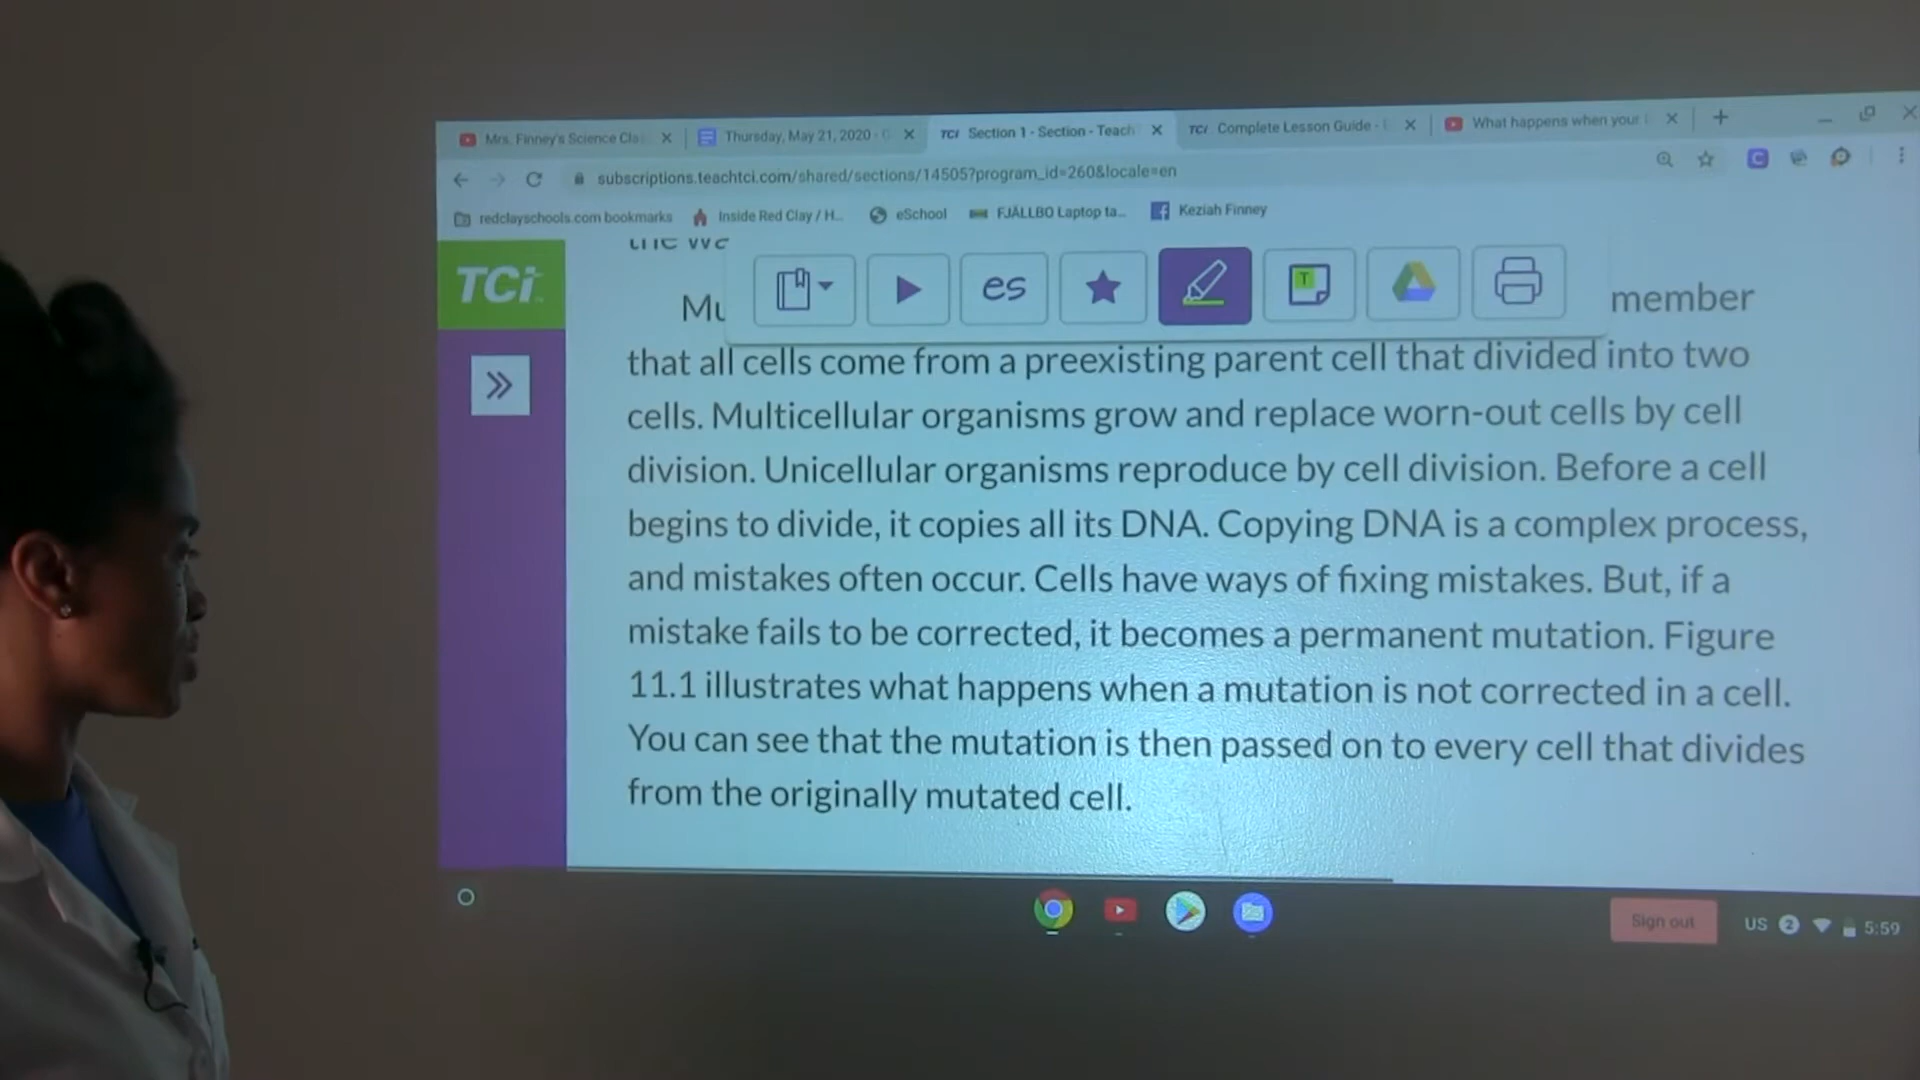 Mrs. Finney's Science Cla
Thursday, May 21, 2020 -
TCi Section 1 - Section - Teach
TCi Complete Lesson Guide -
What happens when your
subscriptions.teachtci.com/shared/sections/14505?program_id=260&locale=en
redclayschools.com bookmarks
Inside Red Clay / H...
eSchool
FJÄLLBO Laptop ta...
Keziah Finney
TCi
es
T
Mu member
that all cells come from a preexisting parent cell that divided into two
cells. Multicellular organisms grow and replace worn-out cells by cell
division. Unicellular organisms reproduce by cell division. Before a cell
begins to divide, it copies all its DNA. Copying DNA is a complex process,
and mistakes often occur. Cells have ways of fixing mistakes. But, if a
mistake fails to be corrected, it becomes a permanent mutation. Figure
11.1 illustrates what happens when a mutation is not corrected in a cell.
You can see that the mutation is then passed on to every cell that divides
from the originally mutated cell.
Sign out
US 2 5:59